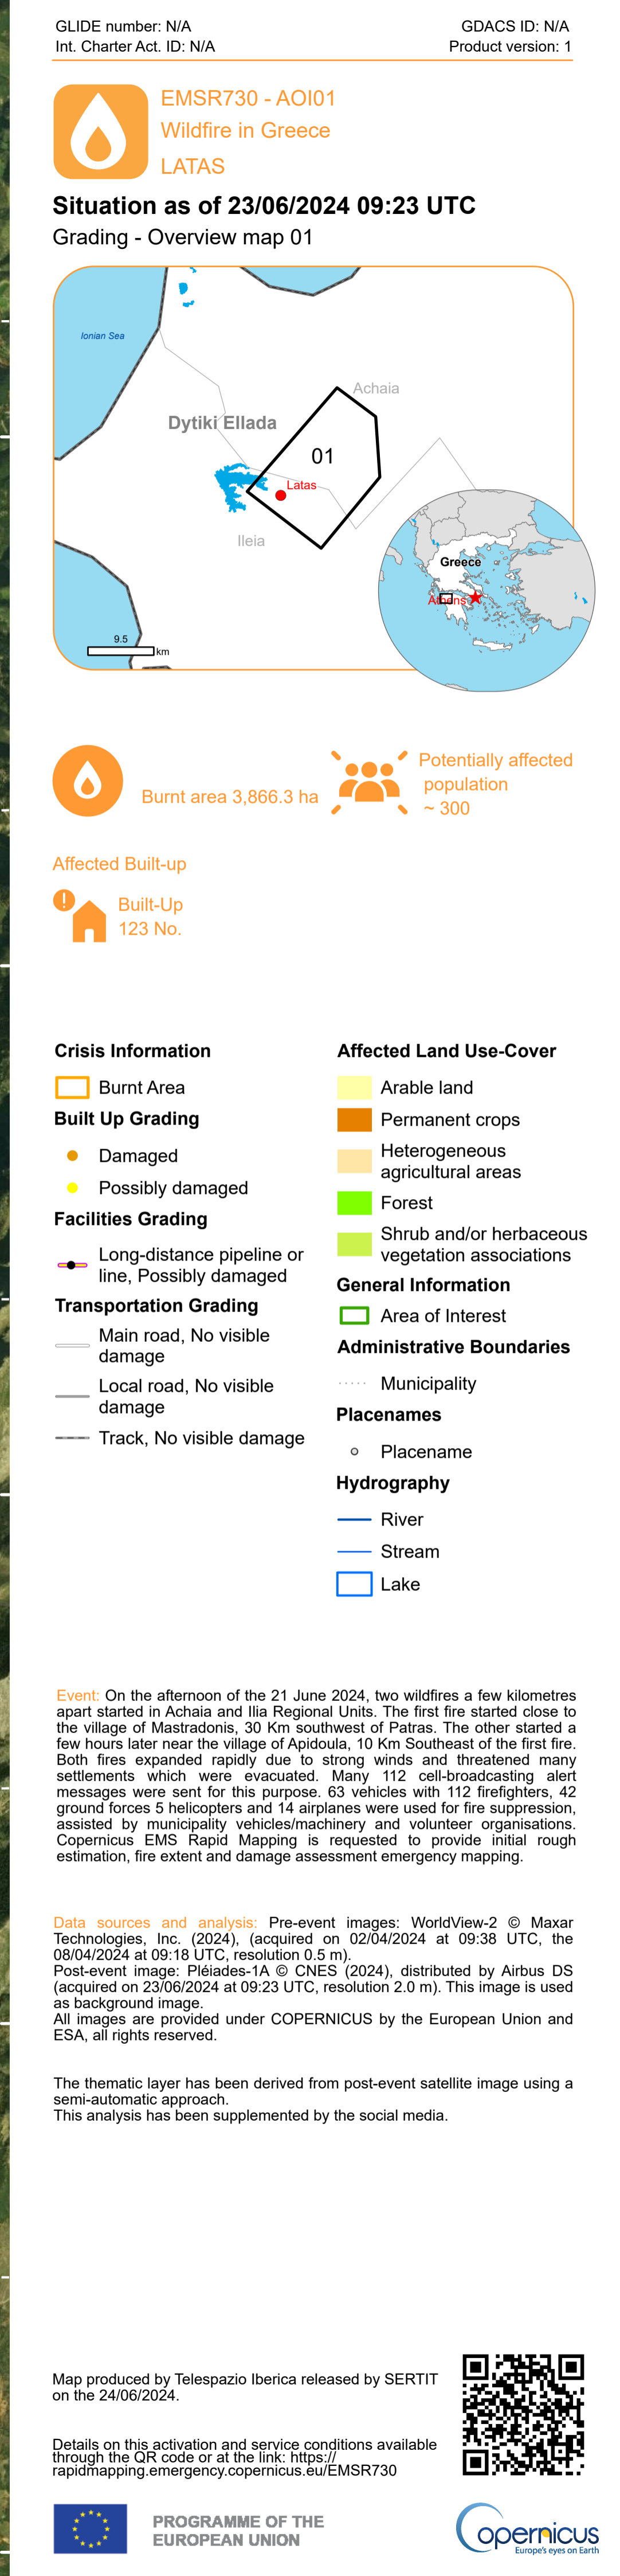 GLIDE number: N/A
GDACS ID: N/A
Int. Charter Act. ID: N/A
Product version: 1
EMSR730 - AOI01
Wildfire in Greece
LATAS
Situation as of 23/06/2024 09:23 UTC
Grading - Overview map 01
Ionian Sea
Achaia
Dytiki Ellada
01
Latas
Ileia
Greece
Athens
9.5
km
Burnt area 3,866.3 ha
Potentially affected
population
~ 300
Affected Built-up
Built-Up
123 No.
Crisis Information
Burnt Area
Built Up Grading
Damaged
Possibly damaged
Facilities Grading
Long-distance pipeline or
line, Possibly damaged
Transportation Grading
Main road, No visible
damage
Local road, No visible
damage
Track, No visible damage
Affected Land Use-Cover
Arable land
Permanent crops
Heterogeneous
agricultural areas
Forest
Shrub and/or herbaceous
vegetation associations
General Information
Area of Interest
Administrative Boundaries
Municipality
Placenames
Placename
Hydrography
River
Stream
Lake
Event: On the afternoon of the 21 June 2024, two wildfires a few kilometres
apart started in Achaia and Ilia Regional Units. The first fire started close to
the village of Mastradonis, 30 Km southwest of Patras. The other started a
few hours later near the village of Apidoula, 10 Km Southeast of the first fire.
Both fires expanded rapidly due to strong winds and threatened many
settlements which were evacuated. Many 112 cell-broadcasting alert
messages were sent for this purpose. 63 vehicles with 112 firefighters, 42
ground forces 5 helicopters and 14 airplanes were used for fire suppression,
assisted by municipality vehicles/machinery and volunteer organisations.
Copernicus EMS Rapid Mapping is requested to provide initial rough
estimation, fire extent and damage assessment emergency mapping.
Data sources and analysis: Pre-event images: WorldView-2 © Maxar
Technologies, Inc. (2024), (acquired on 02/04/2024 at 09:38 UTC, the
08/04/2024 at 09:18 UTC, resolution 0.5 m).
Post-event image: Pléiades-1A © CNES (2024), distributed by Airbus DS
(acquired on 23/06/2024 at 09:23 UTC, resolution 2.0 m). This image is used
as background image.
All images are provided under COPERNICUS by the European Union and
ESA, all rights reserved.
The thematic layer has been derived from post-event satellite image using a
semi-automatic approach.
This analysis has been supplemented by the social media.
Map produced by Telespazio Iberica released by SERTIT
on the 24/06/2024.
Details on this activation and service conditions available
through the QR code or at the link: https://
rapidmapping.emergency.copernicus.eu/EMSR730
PROGRAMME OF THE
EUROPEAN UNION
Copernicus
Europe's eyes on Earth